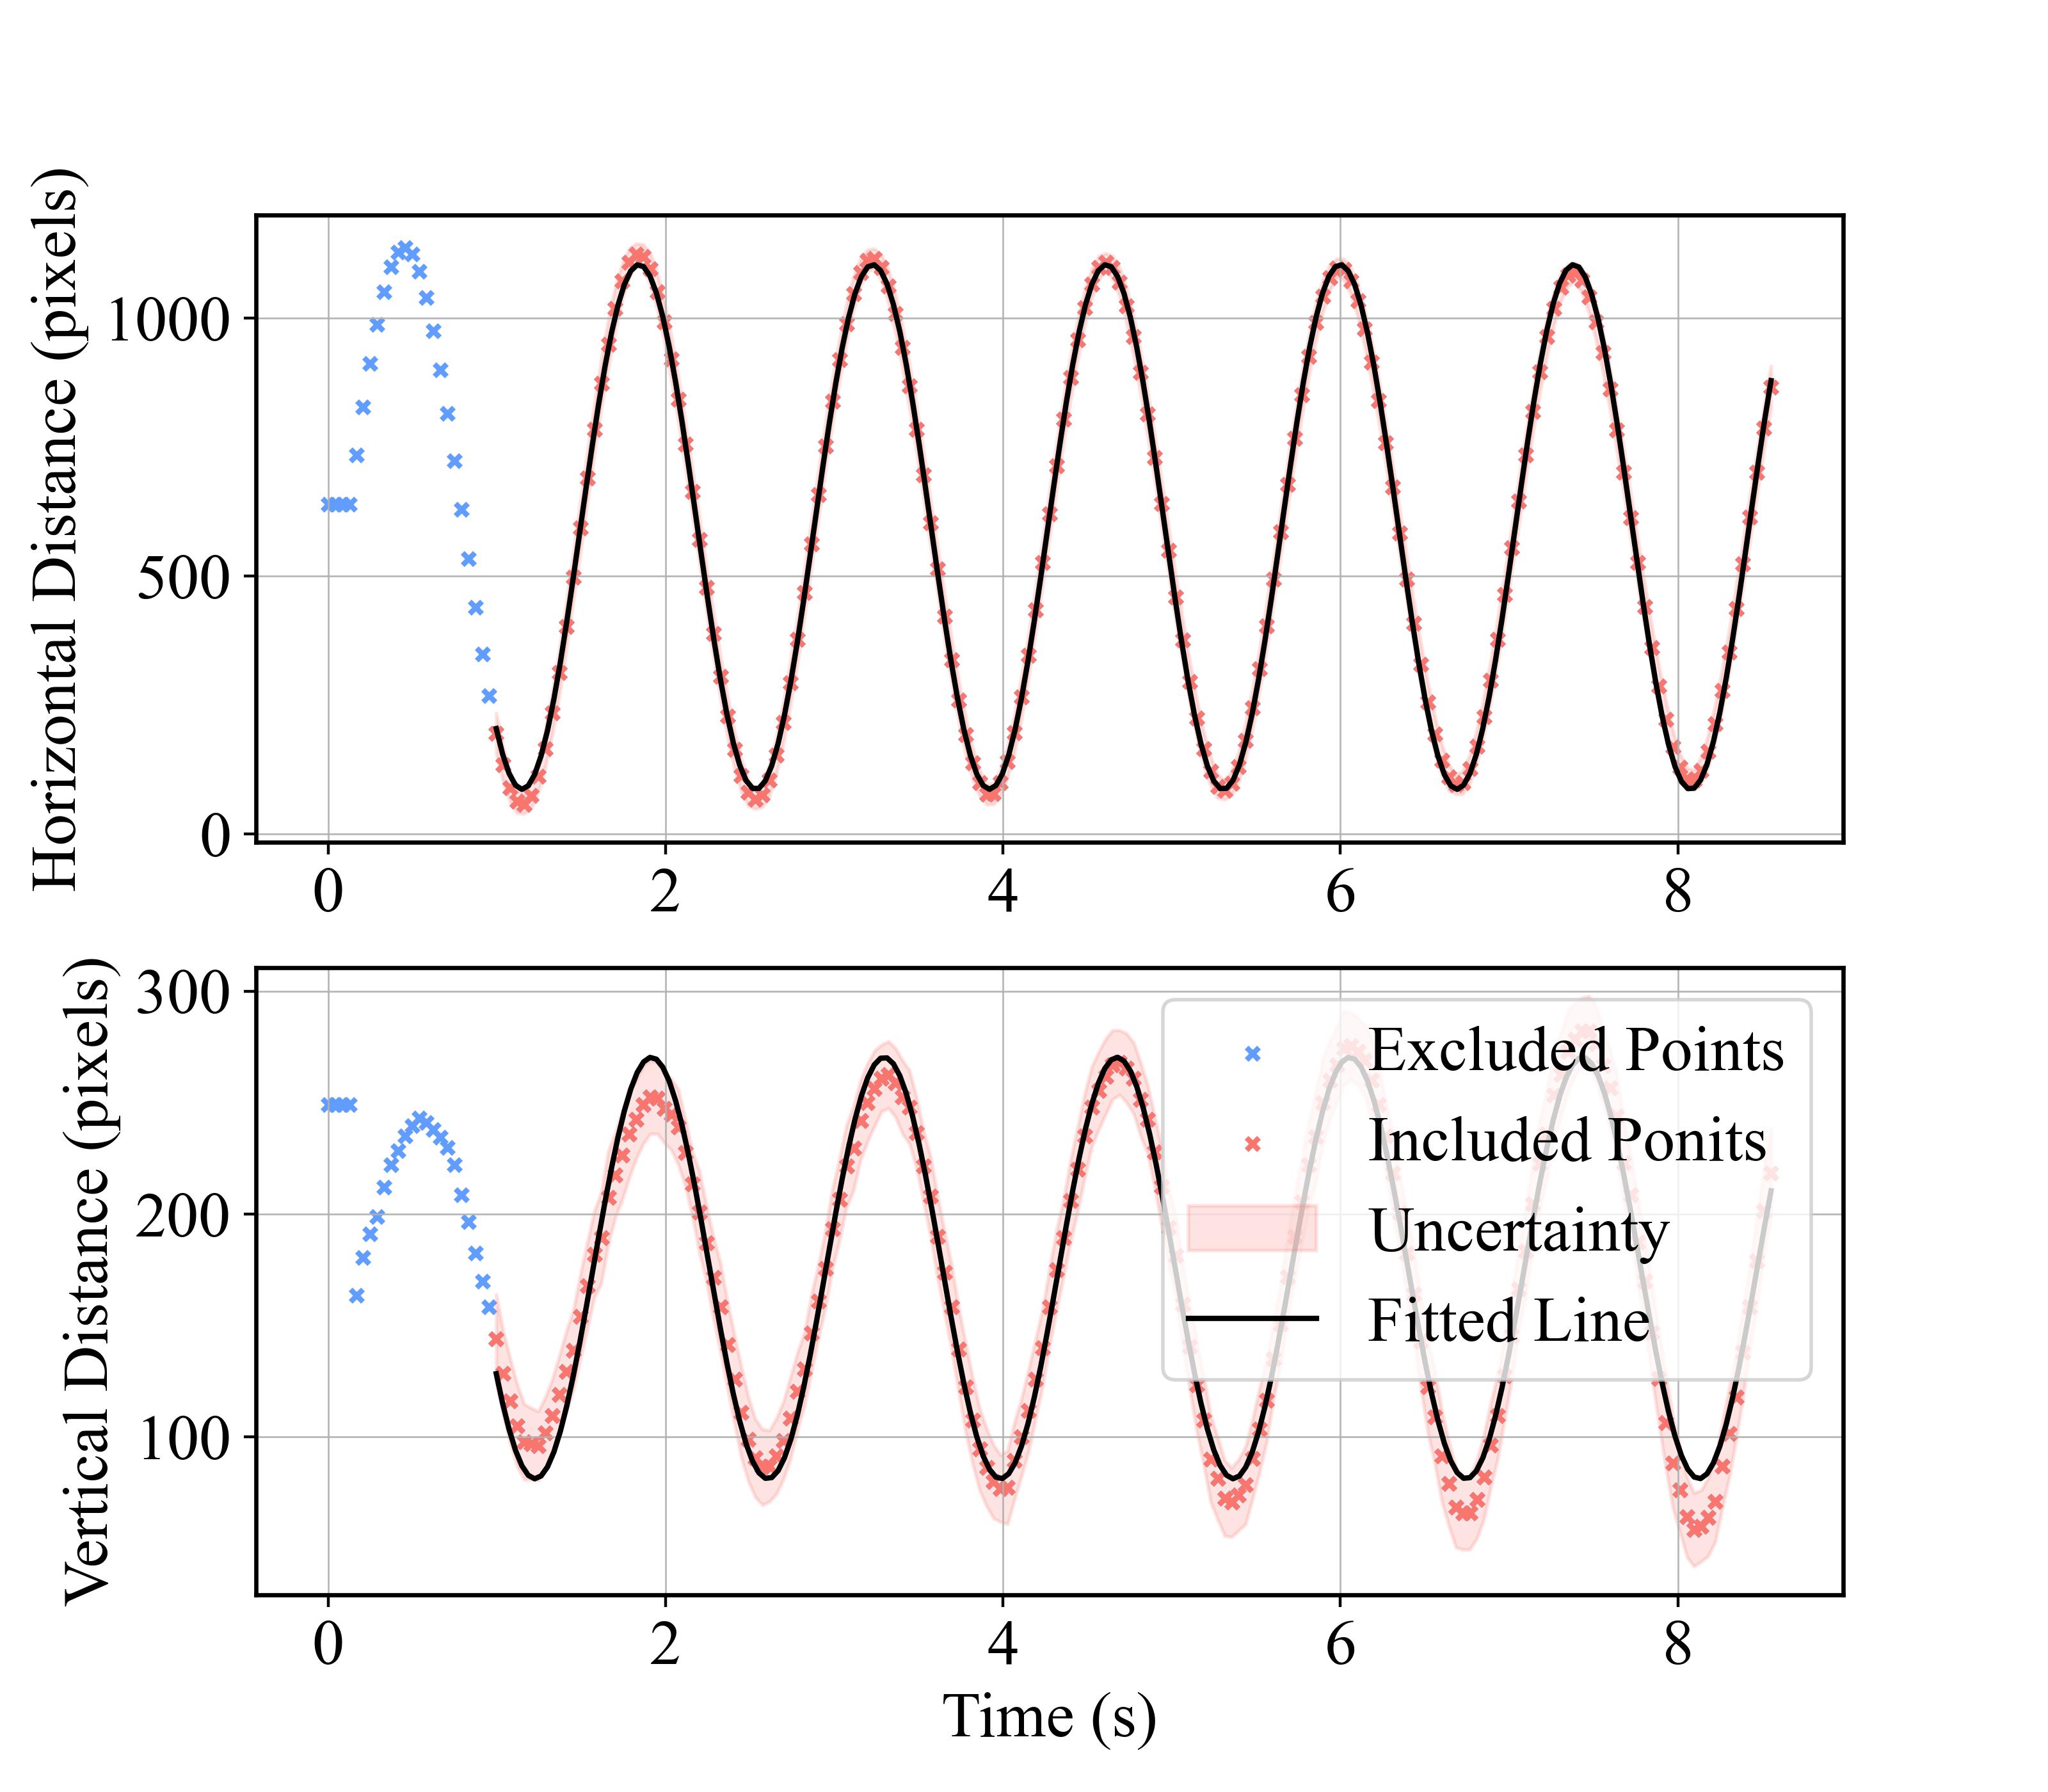 Horizontal Distance (pixels)
1000
500
0
0 2 4 6 8
Vertical Distance (pixels)
300
200
100
Excluded Points
Included Ponits
Uncertainty
Fitted Line
0 2 4 6 8
Time (s)